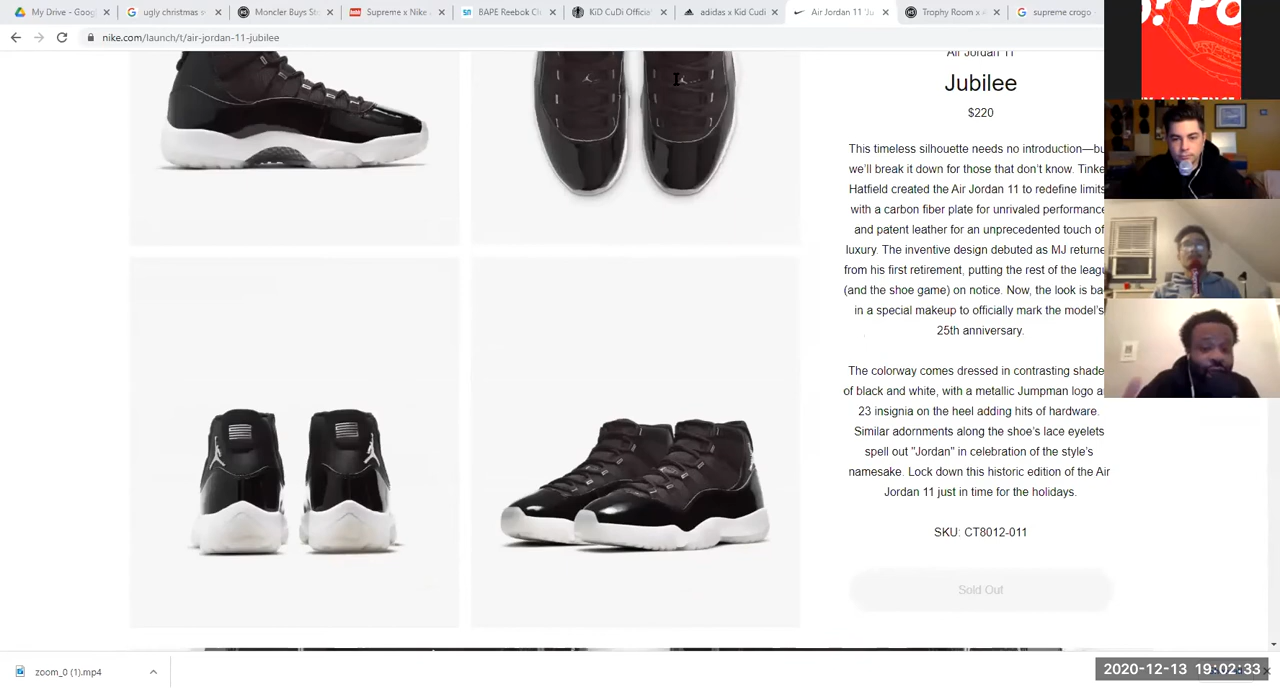 My Drive - Googl
ugly christmas s
Moncler Buys St
Supreme x Nike
BAPE Reebok Cl
KiD CuDi Officia
adidas x Kid Cudi
Air Jordan 11 'Ju
Trophy Room x A
supreme crogo
nike.com/launch/t/air-jordan-11-jubilee
Air Jordan 11
Jubilee
$220
This timeless silhouette needs no introduction—bu
we'll break it down for those that don't know. Tinke
Hatfield created the Air Jordan 11 to redefine limits
with a carbon fiber plate for unrivaled performance
and patent leather for an unprecedented touch of
luxury. The inventive design debuted as MJ returne
from his first retirement, putting the rest of the leagu
(and the shoe game) on notice. Now, the look is ba
in a special makeup to officially mark the model's
25th anniversary.
The colorway comes dressed in contrasting shade
of black and white, with a metallic Jumpman logo a
23 insignia on the heel adding hits of hardware.
Similar adornments along the shoe's lace eyelets
spell out "Jordan" in celebration of the style's
namesake. Lock down this historic edition of the Air
Jordan 11 just in time for the holidays.
SKU: CT8012-011
Sold Out
zoom_0 (1).mp4
2020-12-13 19:02:33